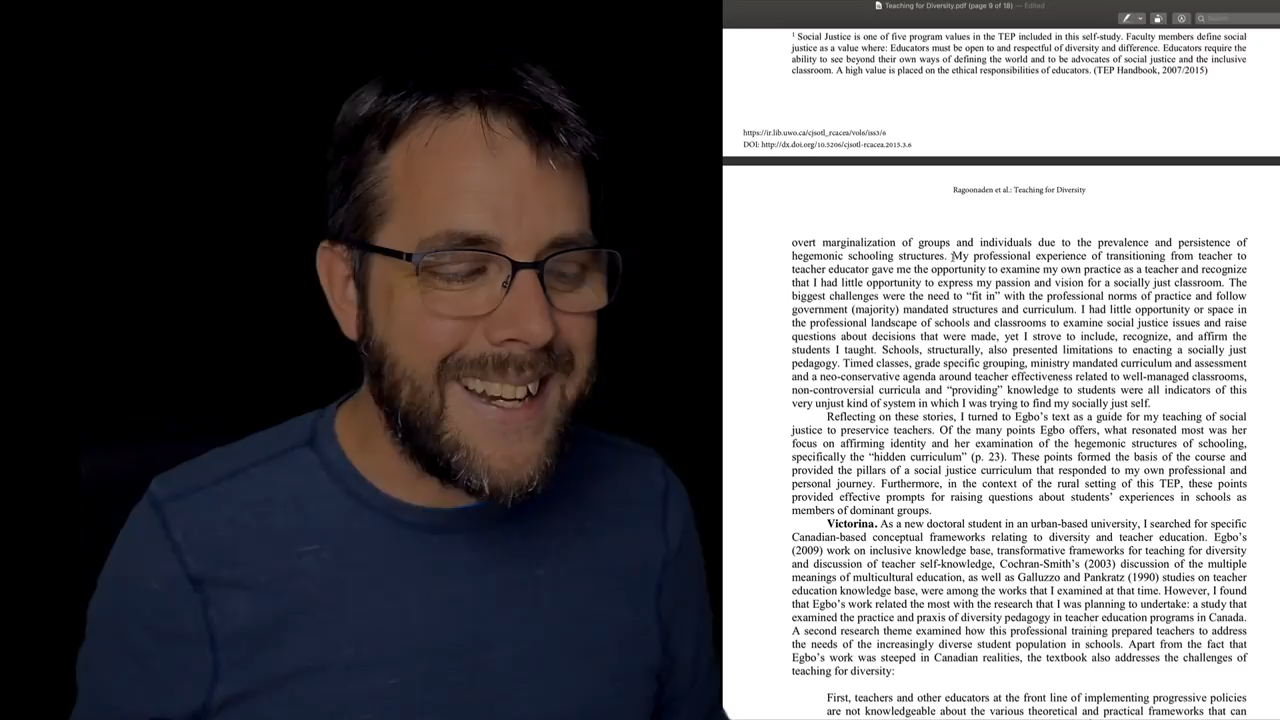 Teaching for Diversity.pdf (page 9 of 18) — Edited
Search
¹ Social Justice is one of five program values in the TEP included in this self-study. Faculty members define social
justice as a value where: Educators must be open to and respectful of diversity and difference. Educators require the
ability to see beyond their own ways of defining the world and to be advocates of social justice and the inclusive
classroom. A high value is placed on the ethical responsibilities of educators. (TEP Handbook, 2007/2015)
https://ir.lib.uwo.ca/cjsotl_rcacea/vol6/iss3/6
DOI: http://dx.doi.org/10.5206/cjsotl-rcacea.2015.3.6
Ragoonaden et al.: Teaching for Diversity
overt marginalization of groups and individuals due to the prevalence and persistence of
hegemonic schooling structures. My professional experience of transitioning from teacher to
teacher educator gave me the opportunity to examine my own practice as a teacher and recognize
that I had little opportunity to express my passion and vision for a socially just classroom. The
biggest challenges were the need to “fit in” with the professional norms of practice and follow
government (majority) mandated structures and curriculum. I had little opportunity or space in
the professional landscape of schools and classrooms to examine social justice issues and raise
questions about decisions that were made, yet I strove to include, recognize, and affirm the
students I taught. Schools, structurally, also presented limitations to enacting a socially just
pedagogy. Timed classes, grade specific grouping, ministry mandated curriculum and assessment
and a neo-conservative agenda around teacher effectiveness related to well-managed classrooms,
non-controversial curricula and “providing” knowledge to students were all indicators of this
very unjust kind of system in which I was trying to find my socially just self.
Reflecting on these stories, I turned to Egbo’s text as a guide for my teaching of social
justice to preservice teachers. Of the many points Egbo offers, what resonated most was her
focus on affirming identity and her examination of the hegemonic structures of schooling,
specifically the “hidden curriculum” (p. 23). These points formed the basis of the course and
provided the pillars of a social justice curriculum that responded to my own professional and
personal journey. Furthermore, in the context of the rural setting of this TEP, these points
provided effective prompts for raising questions about students’ experiences in schools as
members of dominant groups.
Victorina. As a new doctoral student in an urban-based university, I searched for specific
Canadian-based conceptual frameworks relating to diversity and teacher education. Egbo’s
(2009) work on inclusive knowledge base, transformative frameworks for teaching for diversity
and discussion of teacher self-knowledge, Cochran-Smith’s (2003) discussion of the multiple
meanings of multicultural education, as well as Galluzzo and Pankratz (1990) studies on teacher
education knowledge base, were among the works that I examined at that time. However, I found
that Egbo’s work related the most with the research that I was planning to undertake: a study that
examined the practice and praxis of diversity pedagogy in teacher education programs in Canada.
A second research theme examined how this professional training prepared teachers to address
the needs of the increasingly diverse student population in schools. Apart from the fact that
Egbo’s work was steeped in Canadian realities, the textbook also addresses the challenges of
teaching for diversity:
First, teachers and other educators at the front line of implementing progressive policies
are not knowledgeable about the various theoretical and practical frameworks that can